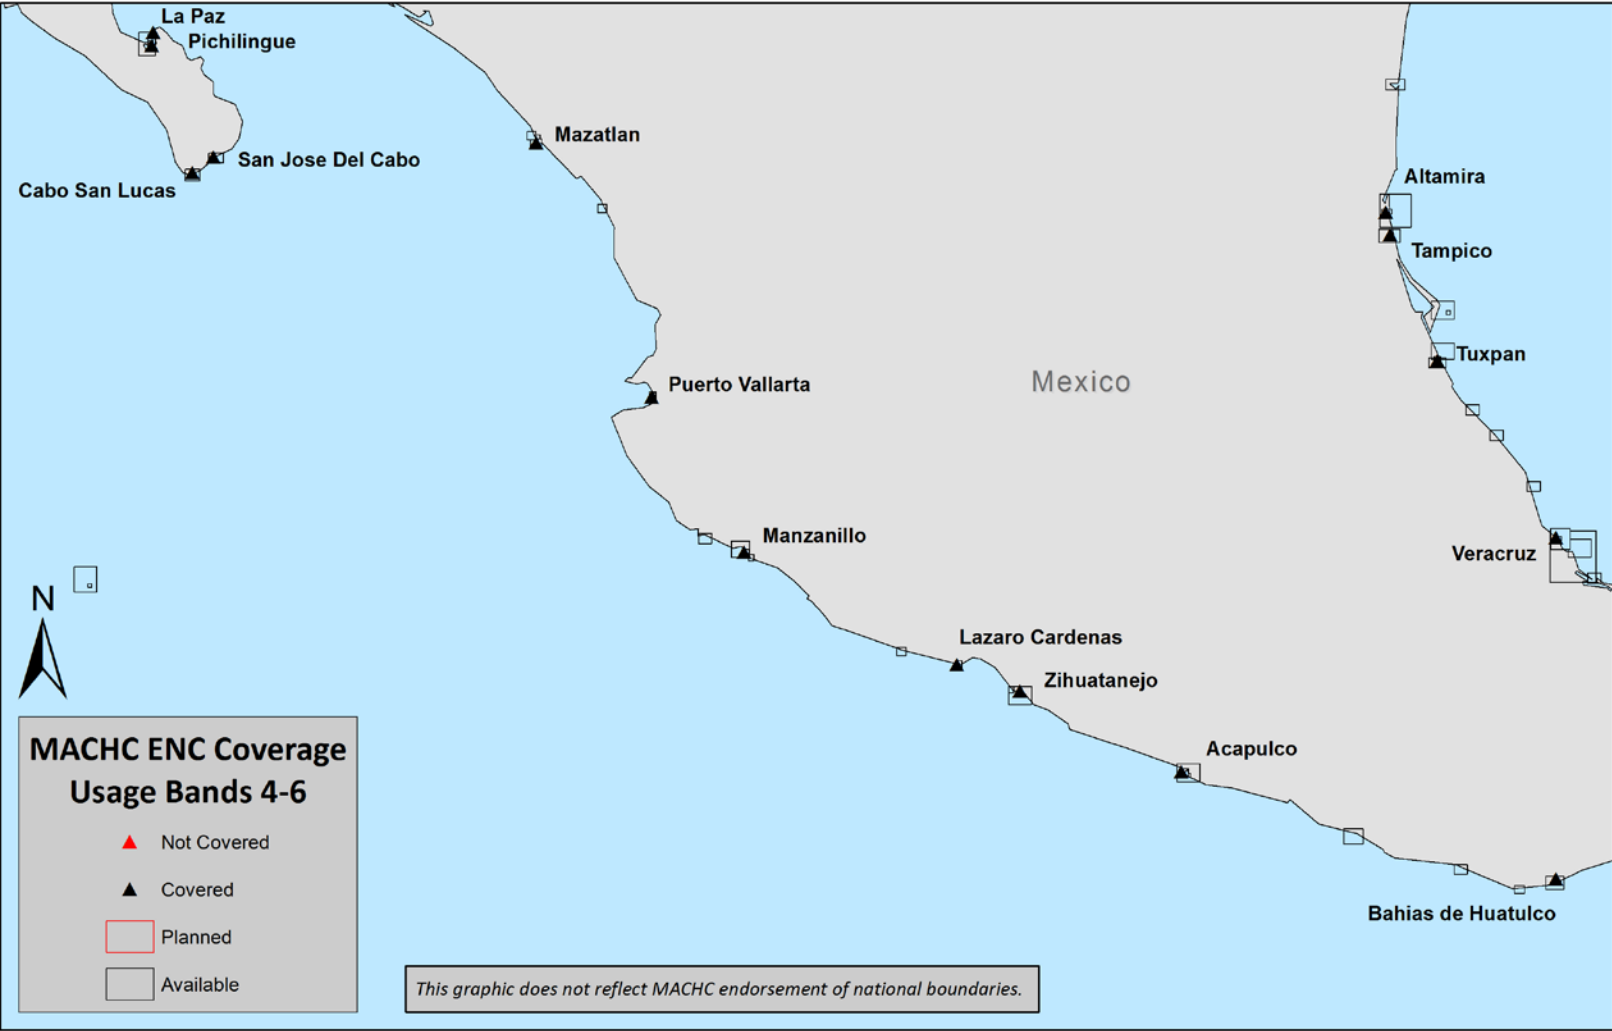 La Paz
Pichilingue
Mazatlan
San Jose Del Cabo
Cabo San Lucas
Altamira
Tampico
Tuxpan
Mexico
Puerto Vallarta
Manzanillo
Veracruz
N
Lazaro Cardenas
Zihuatanejo
Acapulco
Bahias de Huatulco
MACHC ENC Coverage
Usage Bands 4-6
Not Covered
Covered
Planned
Available
This graphic does not reflect MACHC endorsement of national boundaries.